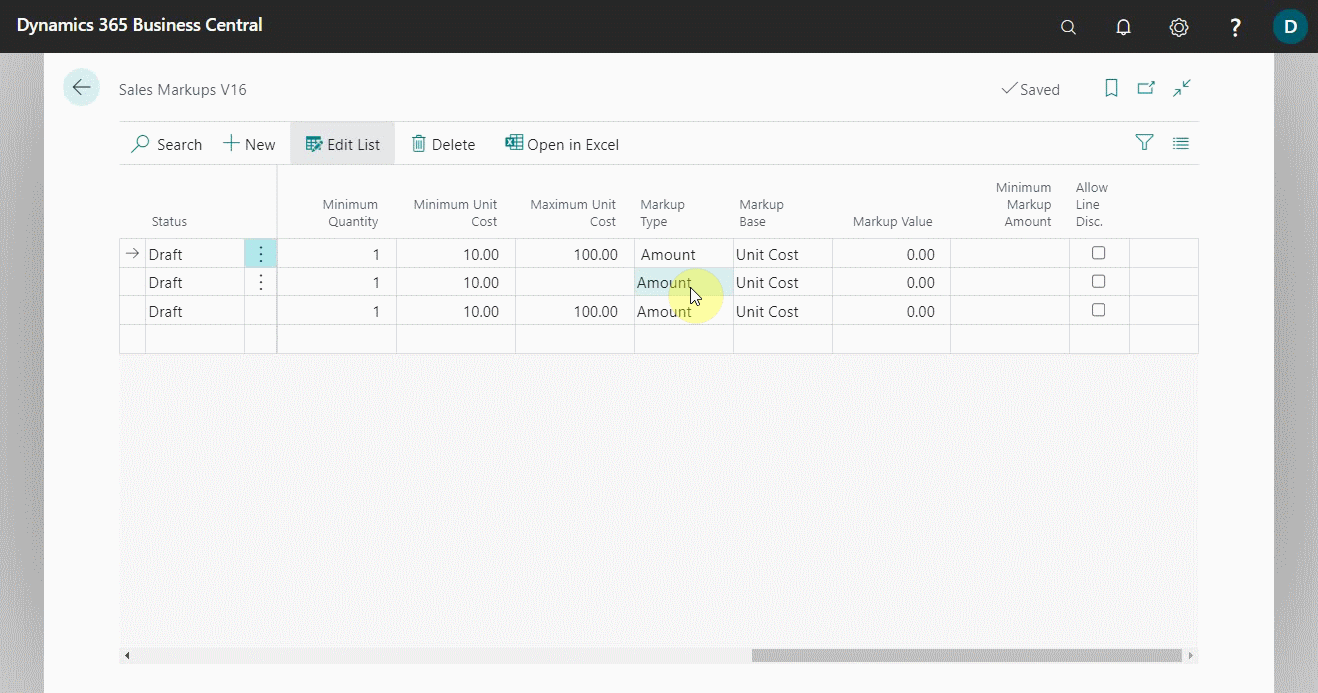 Dynamics 365 Business Central
?
D
Sales Markups V16
Saved
Search New Edit List Delete Open in Excel
Status
Minimum Quantity
Minimum Unit Cost
Maximum Unit Cost
Markup Type
Markup Base
Markup Value
Minimum Markup Amount
Allow Line Disc.
Draft 1 10.00 100.00 Amount Unit Cost 0.00
Draft 1 10.00 Amount Unit Cost 0.00
Draft 1 10.00 100.00 Amount Unit Cost 0.00